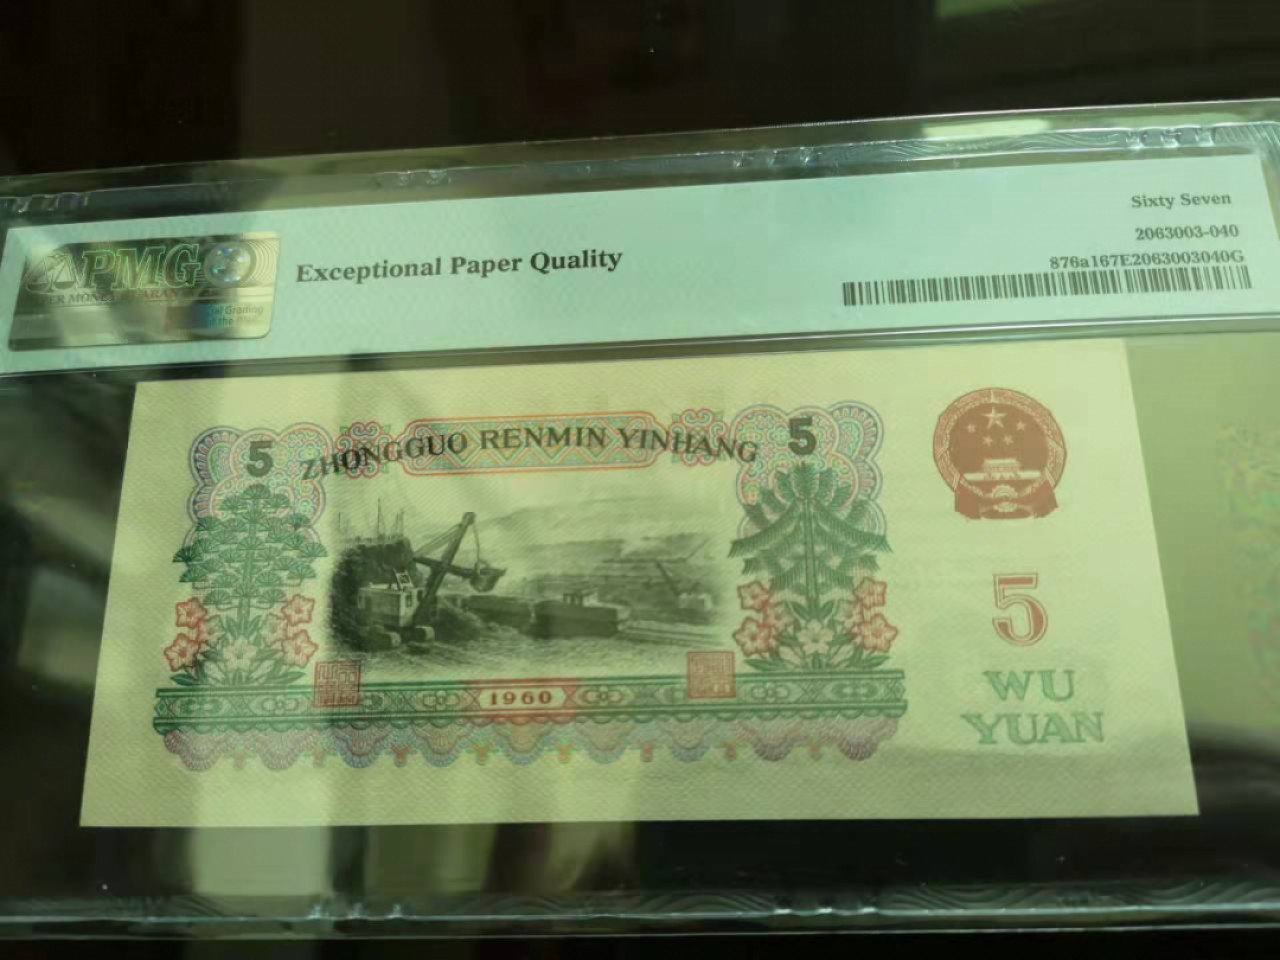 Sixty Seven
2063003-040
876a167E2063003040G
PMG
Exceptional Paper Quality
5 ZHONGGUO RENMIN YINHANG 5
1960
5
WU
YUAN